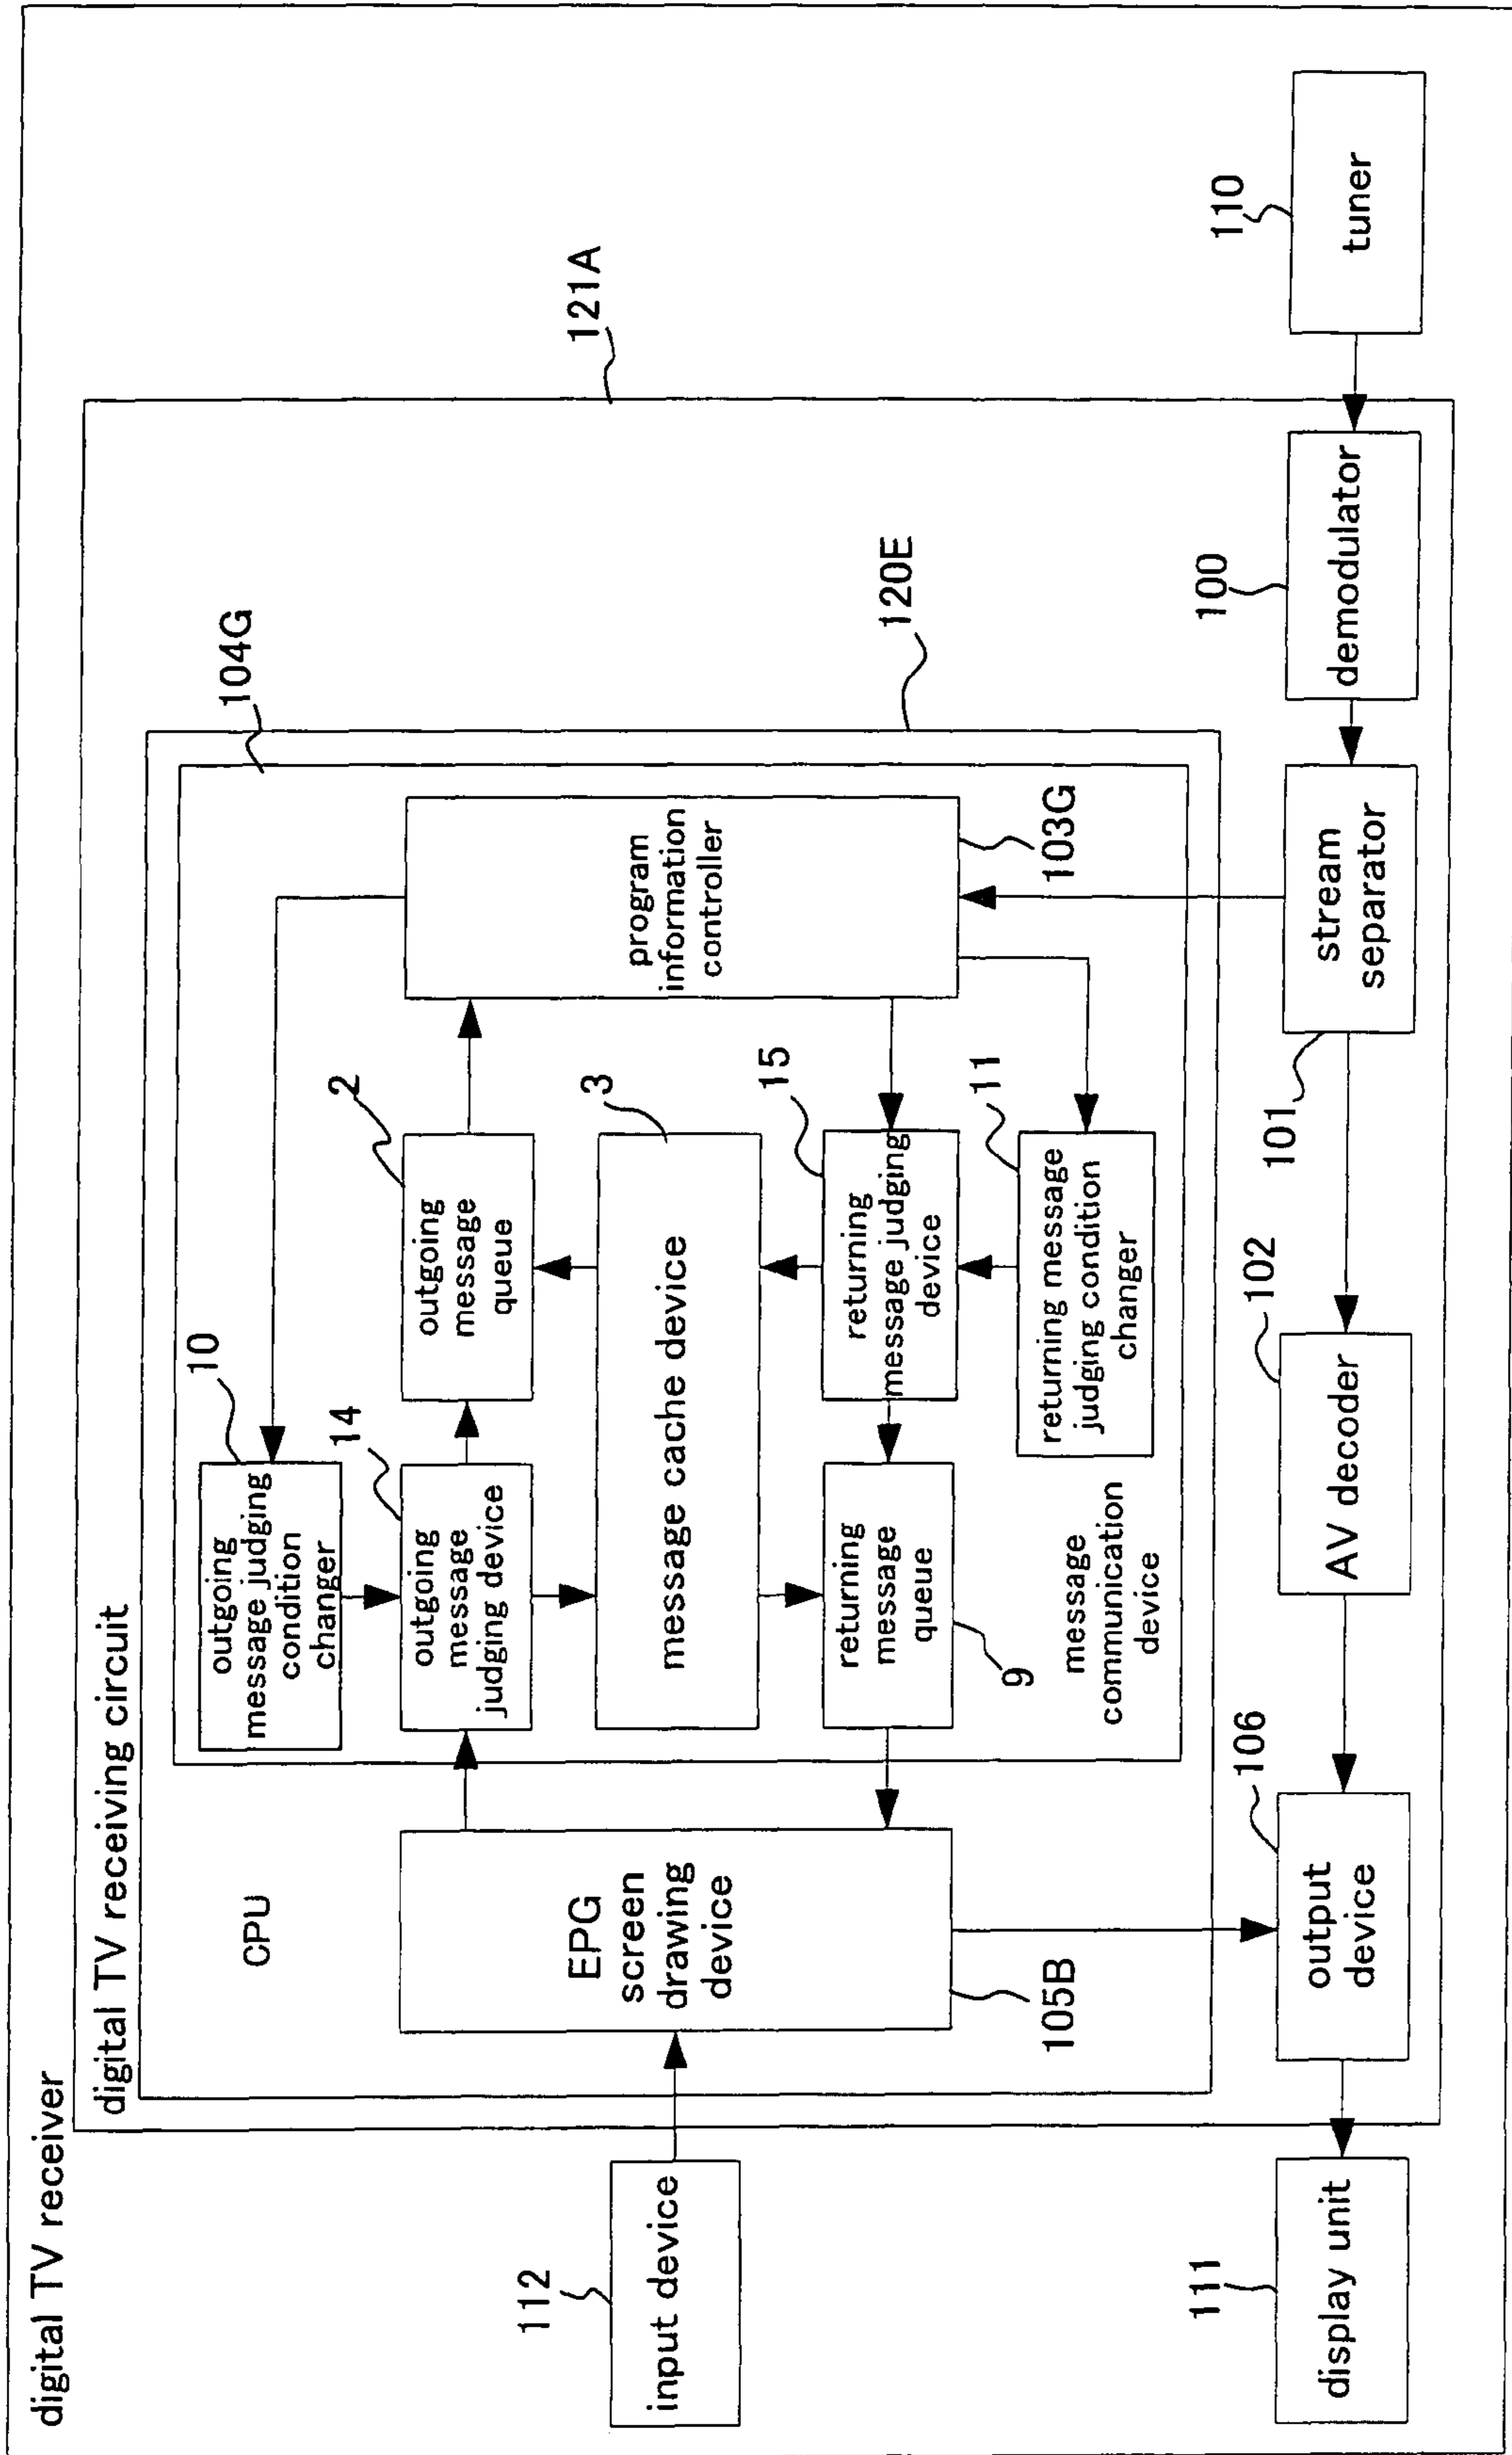 digital TV receiver
digital TV receiving circuit
121A
CPU
120E
104G
10
outgoing
message judging
condition
changer
14
outgoing
message
judging device
2
outgoing
message
queue
3
message cache device
program
information
controller
103G
15
returning
message judging
device
11
returning message
judging condition
changer
returning
message
queue
9
message
communication
device
EPG
screen
drawing
device
105B
112
input device
111
display unit
106
output
device
102
AV decoder
101
stream
separator
100
demodulator
110
tuner